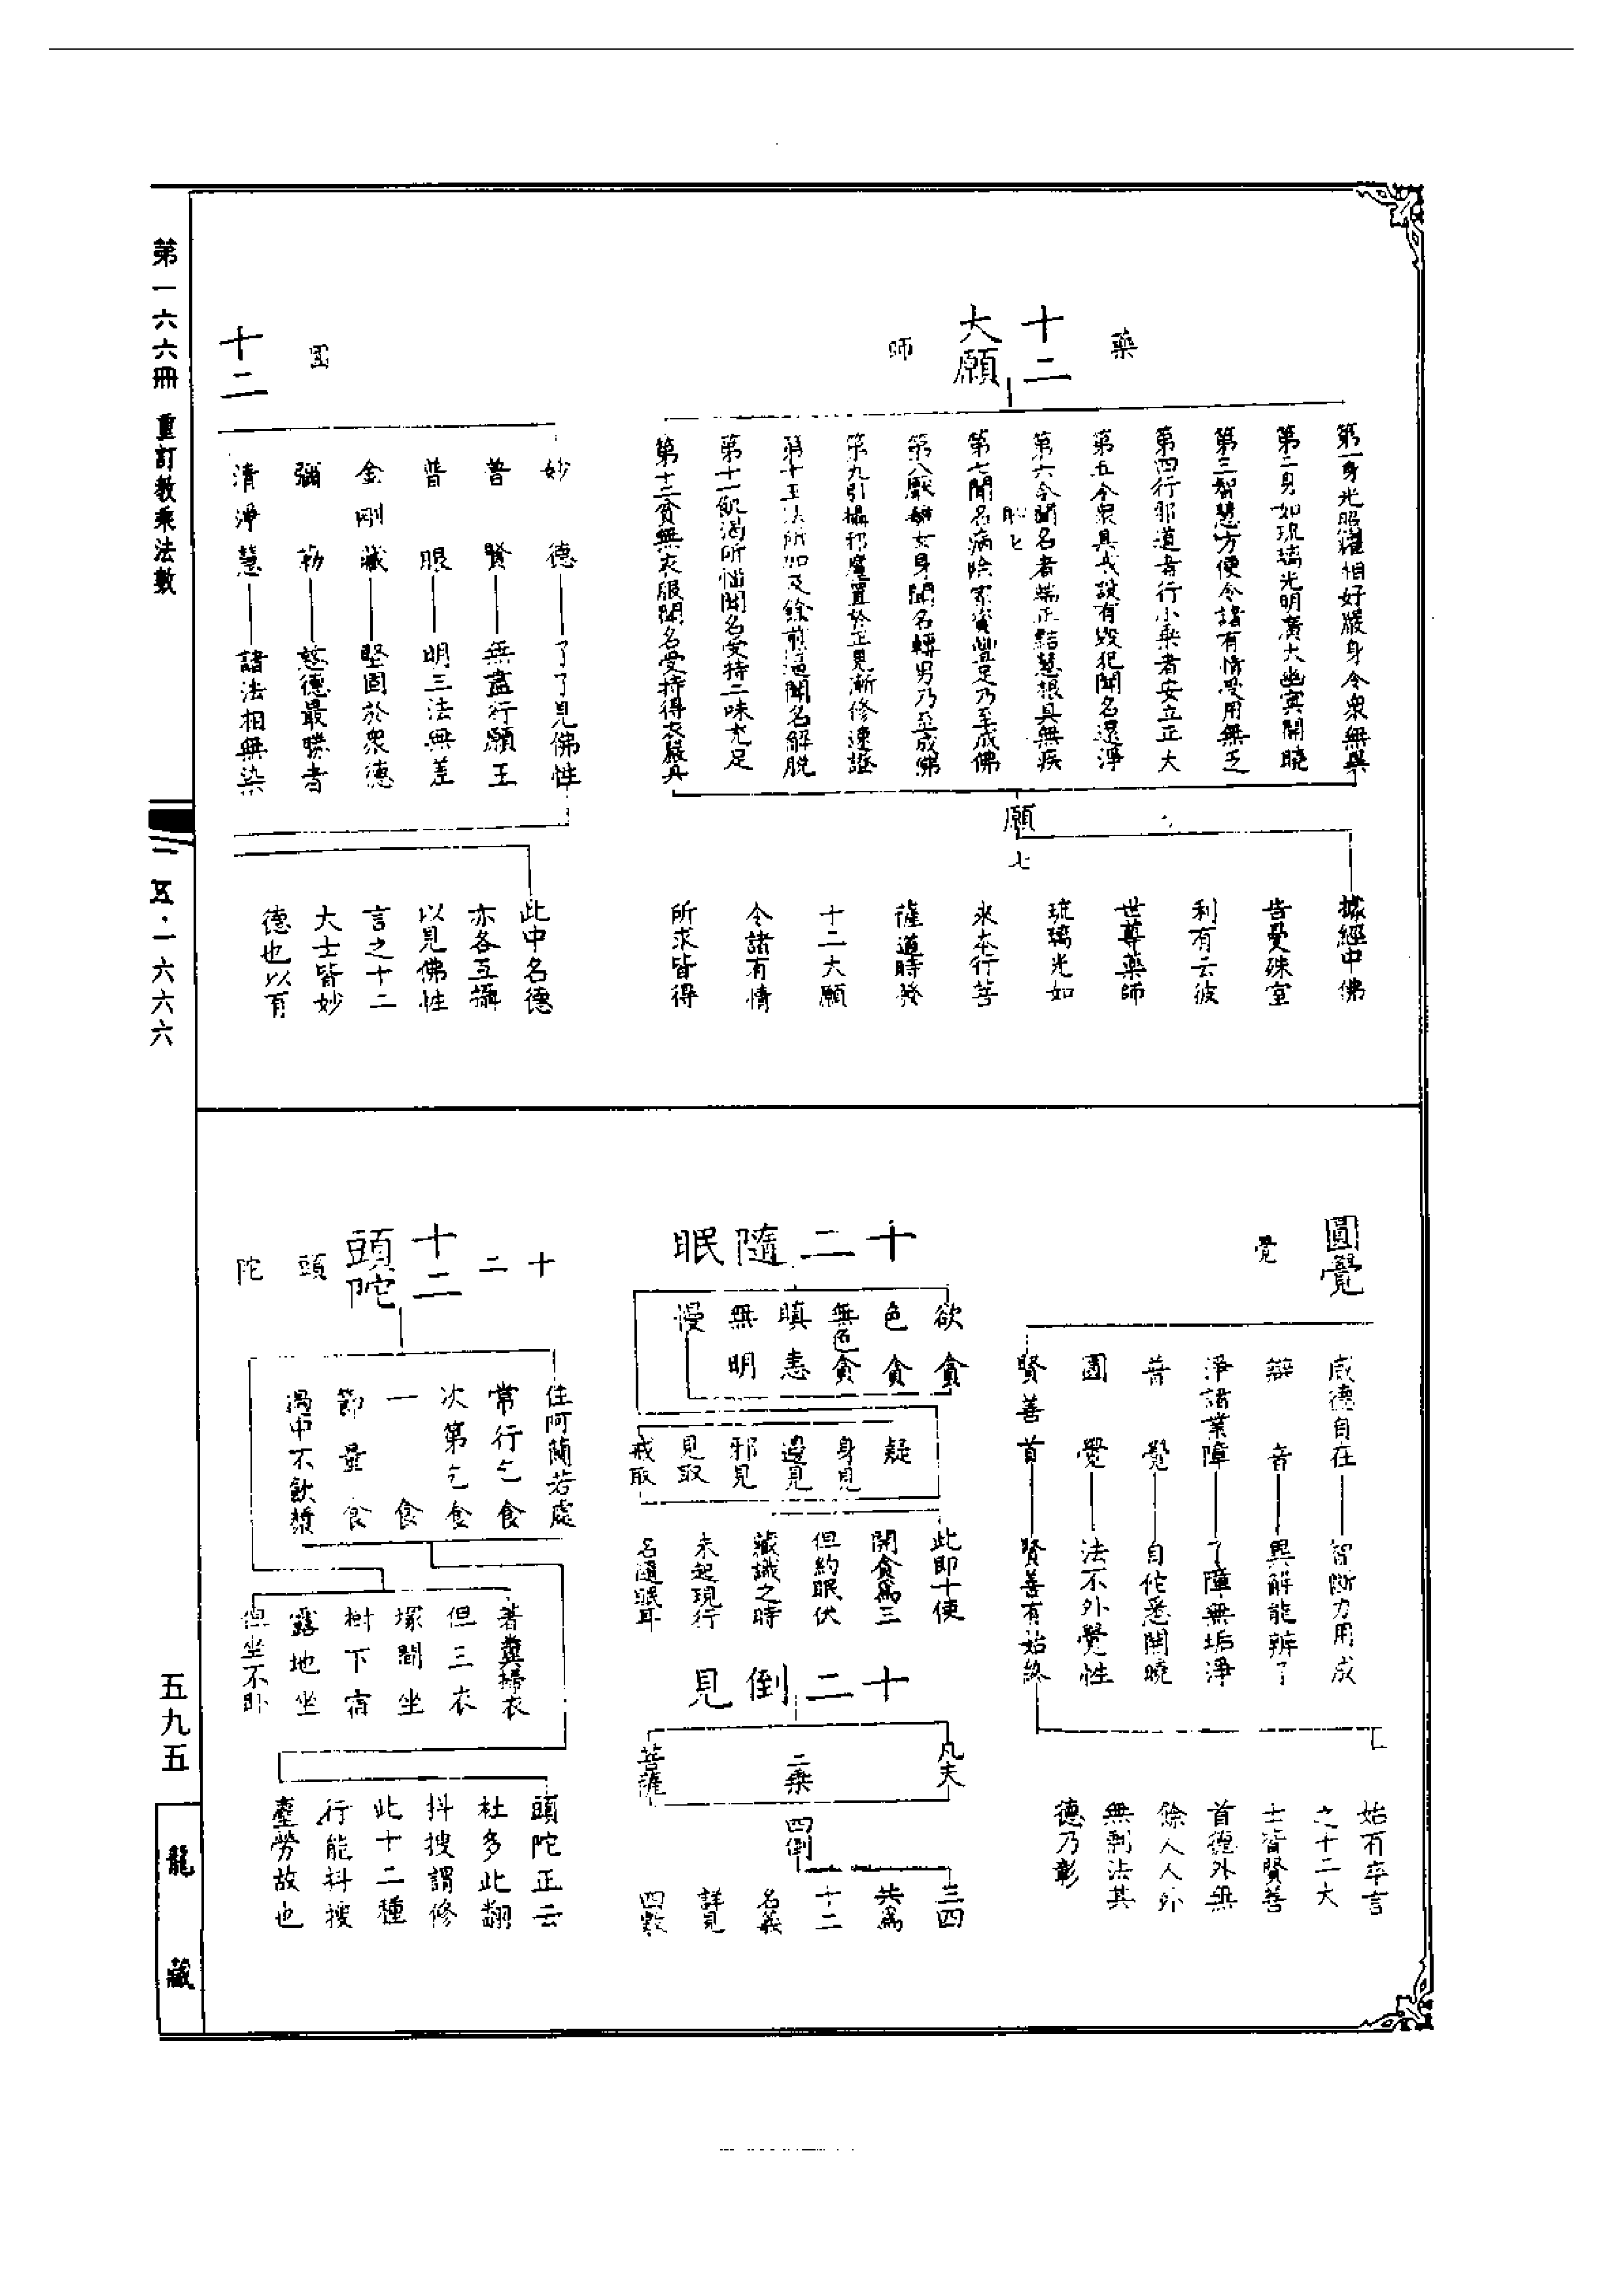 藥
十二
大願
師
第一身光照耀相好嚴身令衆無異
第二身如琉璃光明廣大幽冥開曉
第三智慧方便令諸有情受用無乏
第四行邪道者行小乘者安立正大
第五令衆具戒設有毀犯聞名還淨
第六令聞名者端正黠慧根具無疾
第七聞名病除家資豐足乃至成佛
第八厭離女身聞名轉男乃至成佛
第九引攝邪魔置於正見漸修速證
第十王法所加及餘煎逼聞名解脫
第十一飢渴所惱聞名受持二味充足
第十二貧無衣服聞名受持得衣嚴具
願
七
據經中佛
告曼殊室
利有云彼
世尊藥師
琉璃光如
來本行菩
薩道時發
十二大願
令諸有情
所求皆得
圓
十二
妙德
了了見佛性
普賢
無盡行願王
普眼
明三法無差
金剛藏
堅固於衆德
彌勒
慈德最勝者
清淨慧
諸法相無染
此中名德
亦各互攝
以見佛性
言之十二
大士皆妙
德也以有
圓覺
覺
威德自在
智斷力用成
辯音
異解能辨了
淨諸業障
了障無垢淨
普覺
自佗悉開曉
圓覺
法不外覺性
賢善首
賢善有始終
始有卒言
之十二大
士皆賢善
首德外無
餘人人外
無剩法其
德乃彰
十二隨眠
欲貪
色貪
無色貪
瞋恚
無明
慢
疑
身見
邊見
邪見
見取
戒取
此即十使
開貪爲三
但約眠伏
藏識之時
未起現行
名隨眠耳
十二倒見
凡夫
二乘
菩薩
四倒
三四
共爲
十二
名義
詳見
四數
十
二
十二
頭陀
頭
陀
住阿蘭若處
常行乞食
次第乞食
一食
節量食
過中不飲漿
著糞掃衣
但三衣
塚間坐
樹下宿
露地坐
但坐不卧
頭陀正云
杜多此翻
抖擻謂修
此十二種
行能抖擻
塵勞故也
第一六六冊 重訂教乘法數
五·一六六六
五九五
龍藏